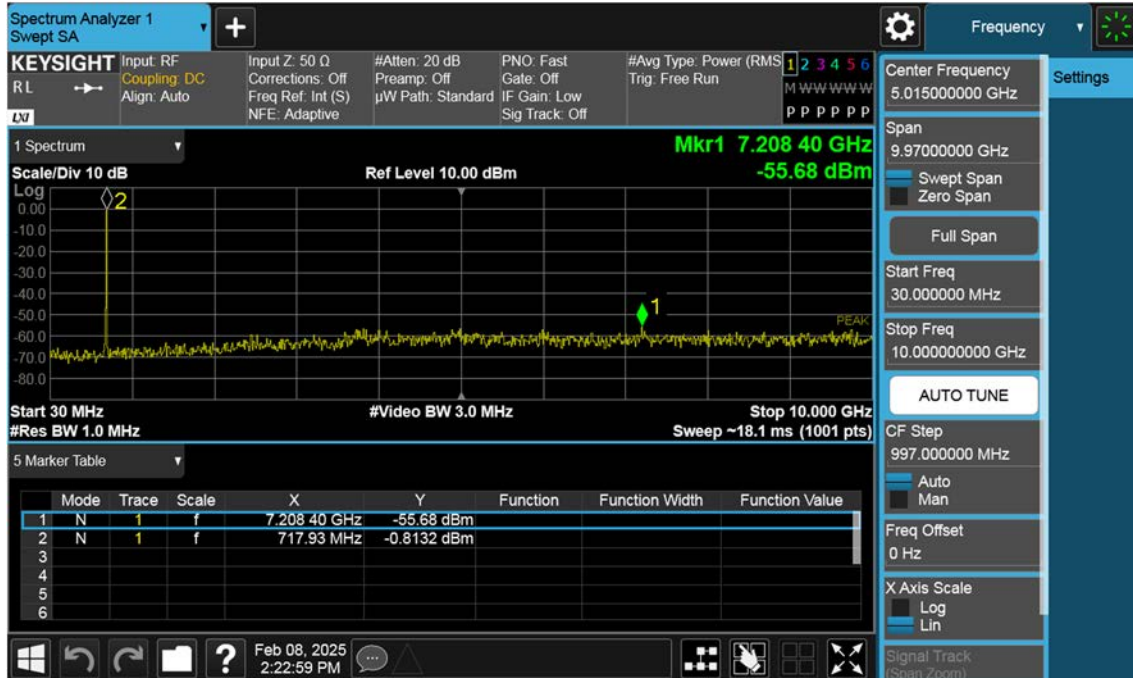 Spectrum Analyzer 1
Swept SA
Frequency
KEYSIGHT
R L
LXI
Input: RF
Coupling: DC
Align: Auto
Input Z: 50 Ω
Corrections: Off
Freq Ref: Int (S)
NFE: Adaptive
#Atten: 20 dB
Preamp: Off
µW Path: Standard
PNO: Fast
Gate: Off
IF Gain: Low
Sig Track: Off
#Avg Type: Power (RMS
Trig: Free Run
1 2 3 4 5 6
M W W W W W
P P P P P P
1 Spectrum
Mkr1 7.208 40 GHz
Scale/Div 10 dB
Ref Level 10.00 dBm
-55.68 dBm
Log
0.00
-10.0
-20.0
-30.0
-40.0
-50.0
-60.0
-70.0
-80.0
2
1
PEAK
Start 30 MHz
#Video BW 3.0 MHz
Stop 10.000 GHz
#Res BW 1.0 MHz
Sweep ~18.1 ms (1001 pts)
5 Marker Table
Mode Trace Scale X Y Function Function Width Function Value
1 N 1 f 7.208 40 GHz -55.68 dBm
2 N 1 f 717.93 MHz -0.8132 dBm
3
4
5
6
?
Feb 08, 2025
2:22:59 PM
Center Frequency
5.015000000 GHz
Settings
Span
9.97000000 GHz
Swept Span
Zero Span
Full Span
Start Freq
30.000000 MHz
Stop Freq
10.000000000 GHz
AUTO TUNE
CF Step
997.000000 MHz
Auto
Man
Freq Offset
0 Hz
X Axis Scale
Log
Lin
Signal Track
(Span Zoom)